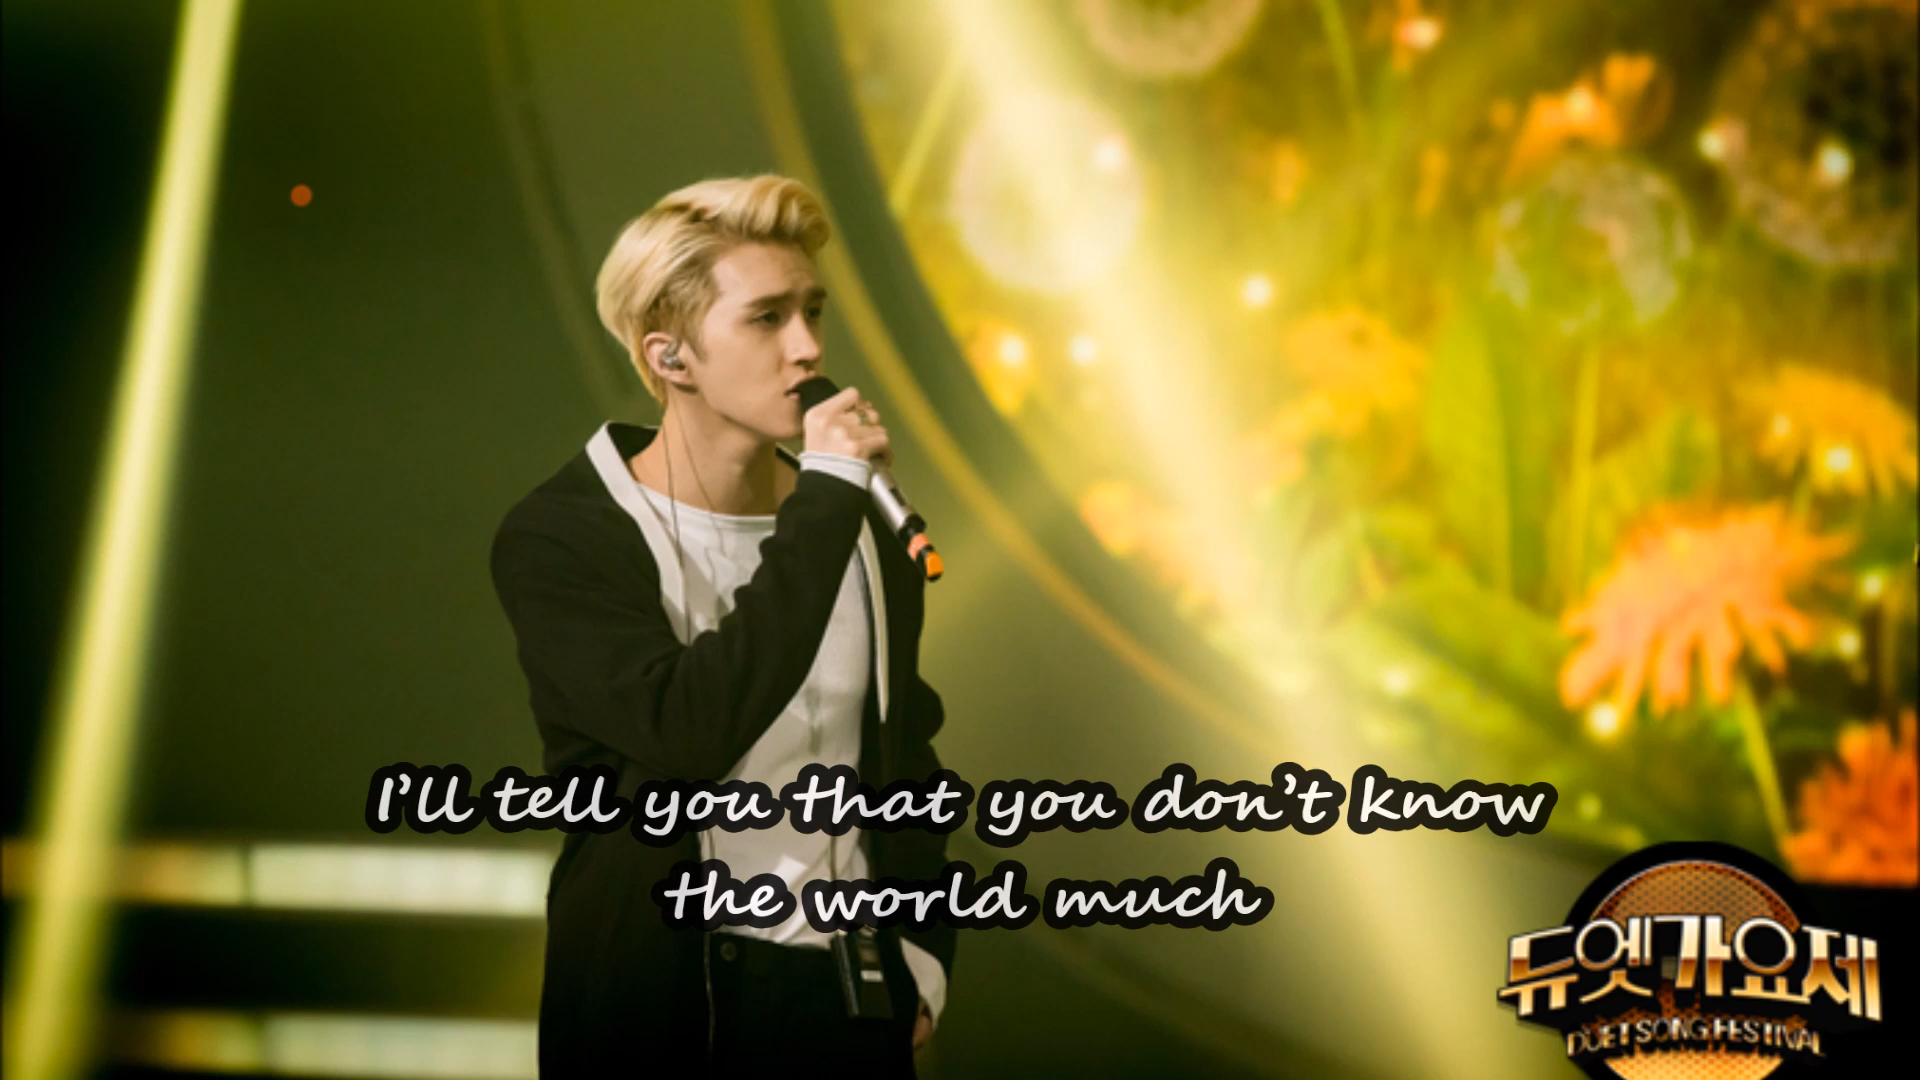 I'll tell you that you don't know
the world much
듀엣가요제
DUET SONG FESTIVAL